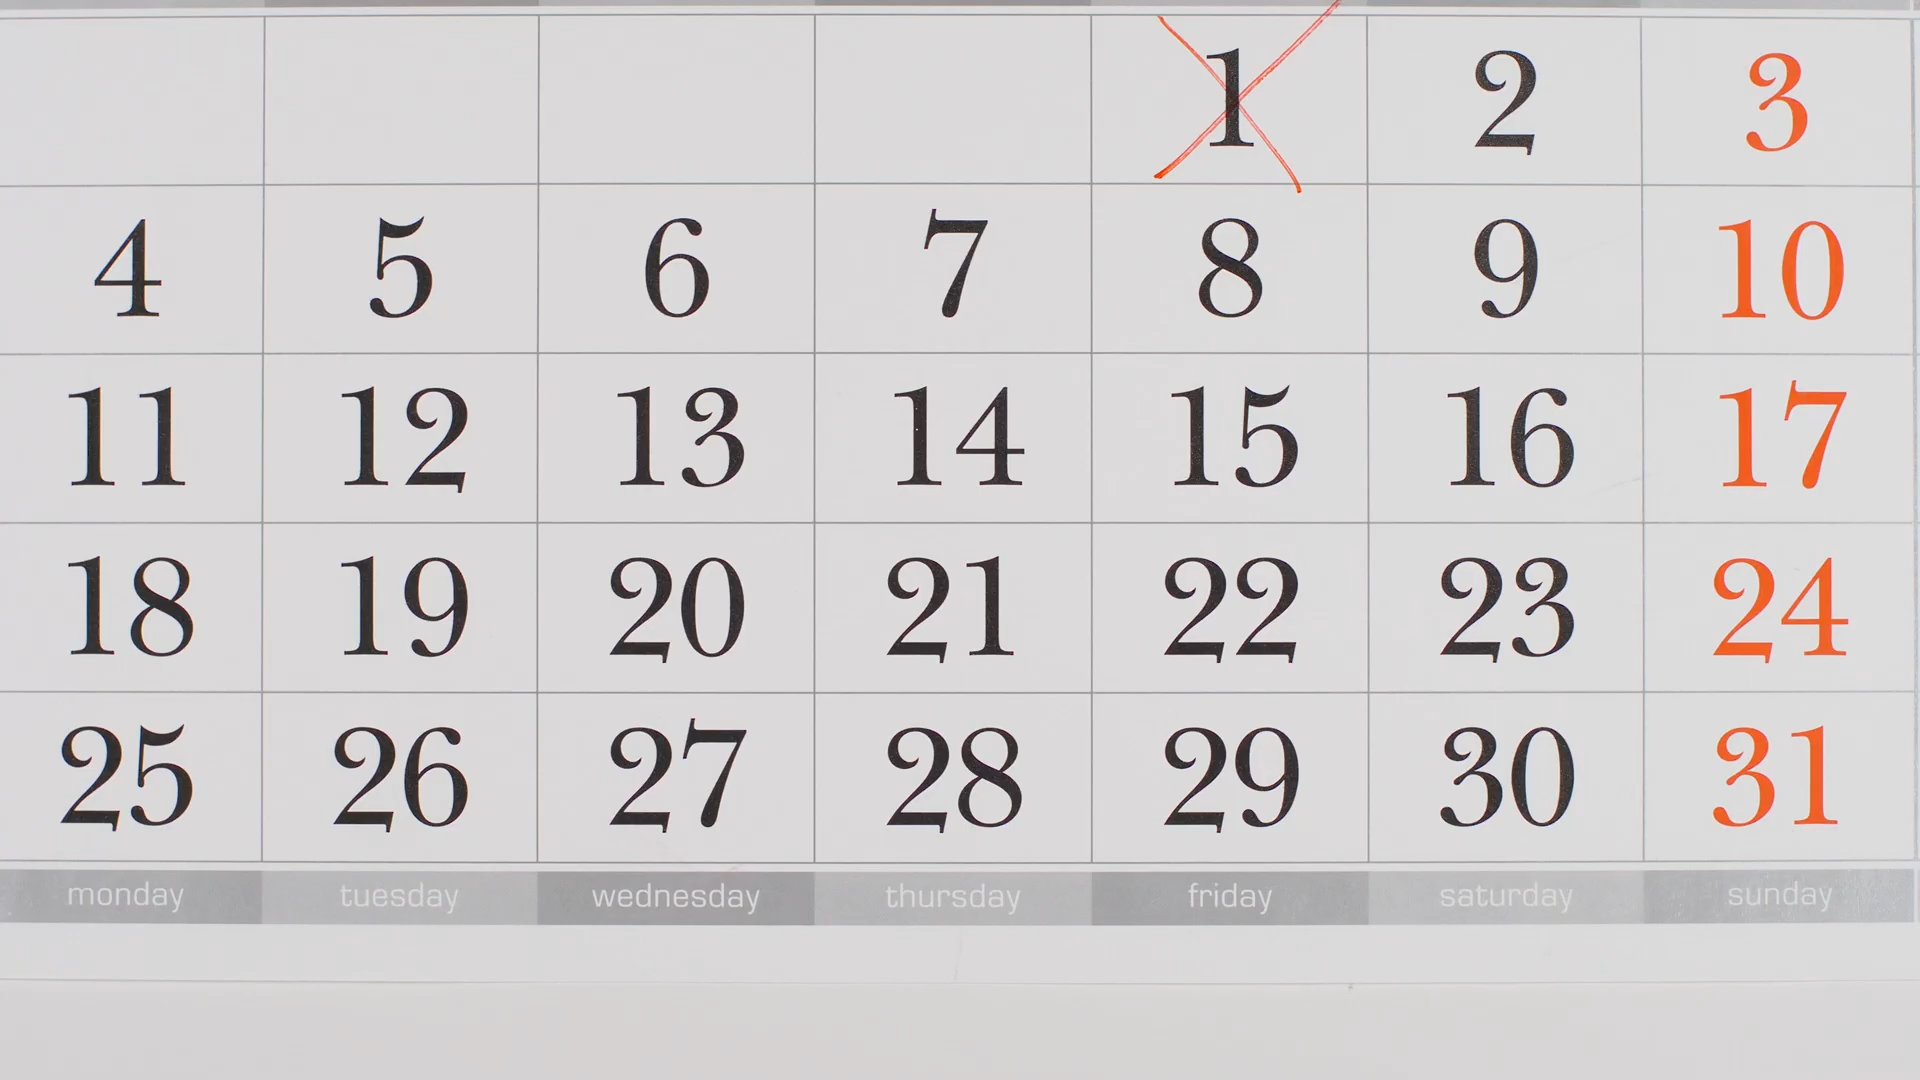 1 2 3
4 5 6 7 8 9 10
11 12 13 14 15 16 17
18 19 20 21 22 23 24
25 26 27 28 29 30 31
monday tuesday wednesday thursday friday saturday sunday